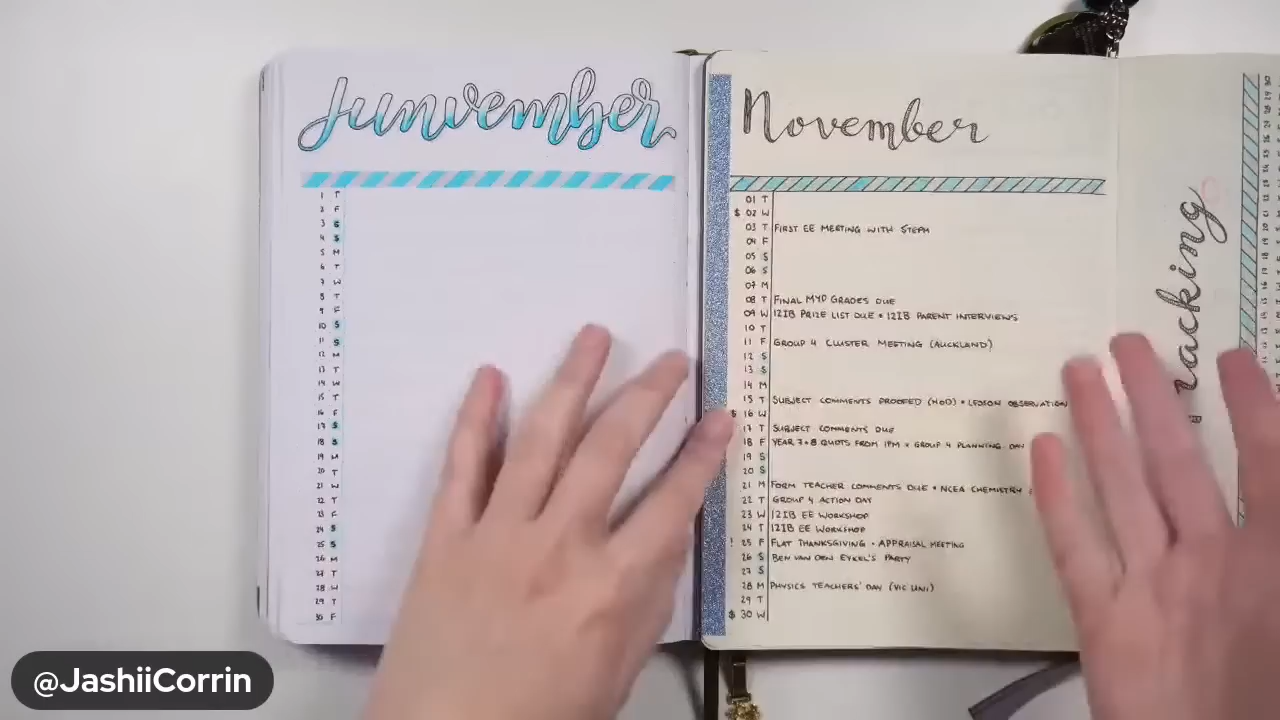 Junvember
1 T
2 F
3 S
4 S
5 M
6 T
7 W
8 T
9 F
10 S
11 S
12 M
13 T
14 W
15 T
16 F
17 S
18 S
19 M
20 T
21 W
22 T
23 F
24 S
25 S
26 M
27 T
28 W
29 T
30 F
November
01 T
$ 02 W
03 T FIRST EE MEETING WITH STEPH
04 F
05 S
06 S
07 M
08 T FINAL MYP GRADES DUE
09 W 12IB PRIZE LIST DUE • 12IB PARENT INTERVIEWS
10 T
11 F GROUP 4 CLUSTER MEETING (AUCKLAND)
12 S
13 S
14 M
15 T SUBJECT COMMENTS PROOFED (HOD) • LESSON OBSERVATION
$ 16 W
17 T SUBJECT COMMENTS DUE
18 F YEAR 7+8 QUOTS FROM 1PM • GROUP 4 PLANNING DAY
19 S
20 S
21 M FORM TEACHER COMMENTS DUE • NCEA CHEMISTRY
22 T GROUP 4 ACTION DAY
23 W 12IB EE WORKSHOP
24 T 12IB EE WORKSHOP
! 25 F FLAT THANKSGIVING • APPRAISAL MEETING
26 S BEN VAN DEN EYKEL'S PARTY
27 S
28 M PHYSICS TEACHERS' DAY (VIC UNI)
29 T
$ 30 W
racking
@JashiiCorrin